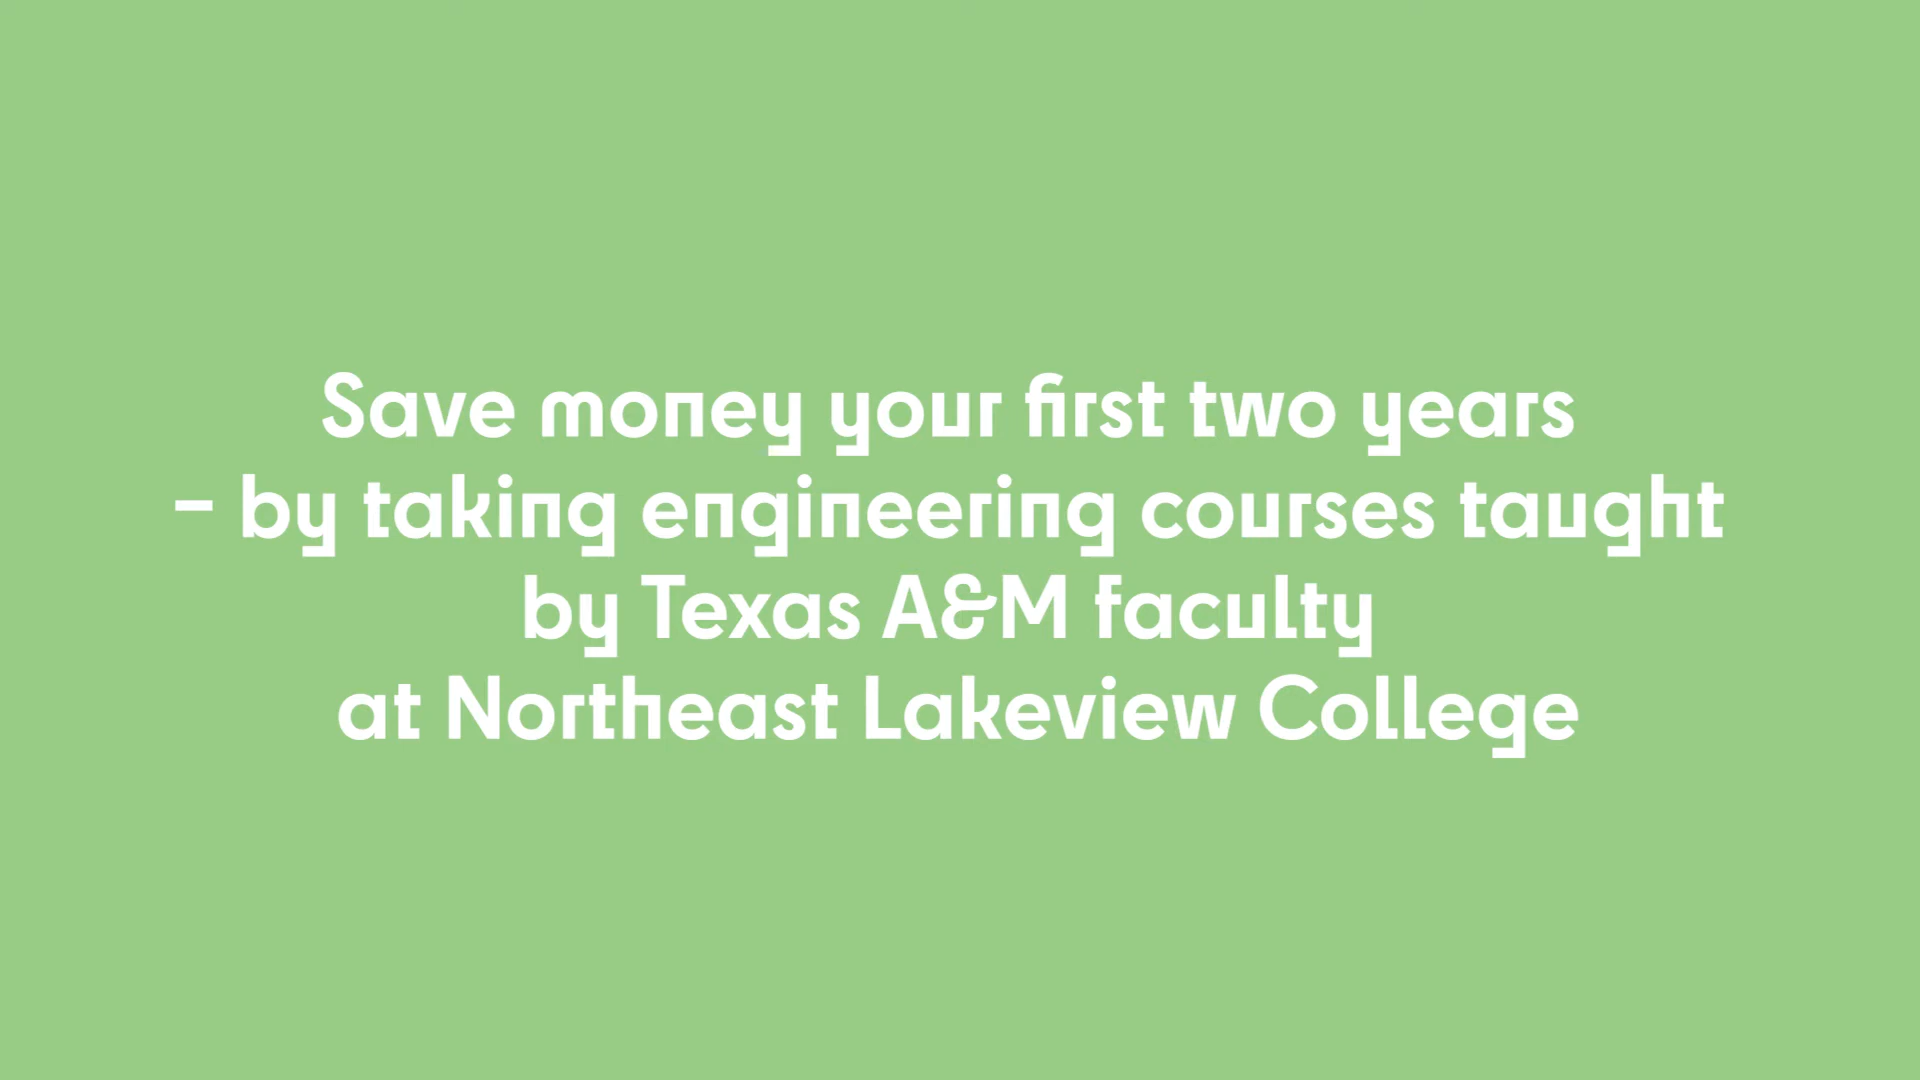 Save money your first two years
- by taking engineering courses taught
by Texas A&M faculty
at Northeast Lakeview College